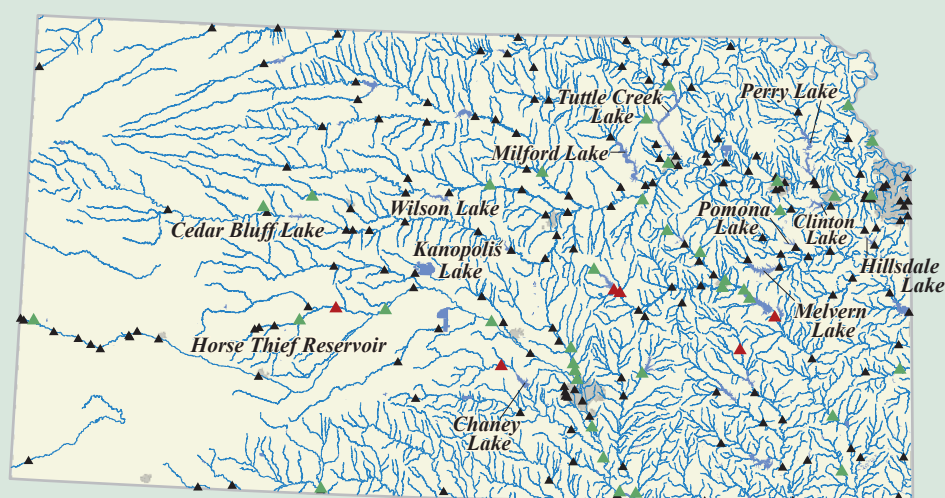 Tuttle Creek
Lake
Perry Lake
Milford Lake
Wilson Lake
Cedar Bluff Lake
Pomona
Lake
Clinton
Lake
Kanopolis
Lake
Hillsdale
Lake
Melvern
Lake
Horse Thief Reservoir
Chaney
Lake